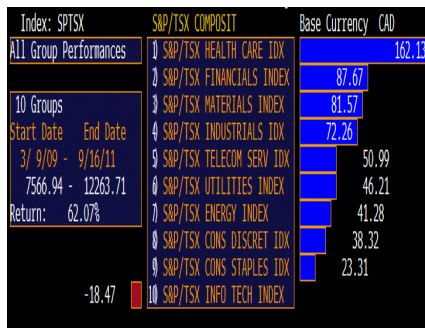 Index: SPTSX S&P/TSX COMPOSIT Base Currency CAD
All Group Performances
1) S&P/TSX HEALTH CARE IDX 162.13
2) S&P/TSX FINANCIALS INDEX 87.67
3) S&P/TSX MATERIALS INDEX 81.57
4) S&P/TSX INDUSTRIALS IDX 72.26
5) S&P/TSX TELECOM SERV IDX 50.99
6) S&P/TSX UTILITIES INDEX 46.21
7) S&P/TSX ENERGY INDEX 41.28
8) S&P/TSX CONS DISCRET IDX 38.32
9) S&P/TSX CONS STAPLES IDX 23.31
10) S&P/TSX INFO TECH INDEX -18.47
10 Groups
Start Date End Date
3/ 9/09 - 9/16/11
7566.94 - 12263.71
Return: 62.07%